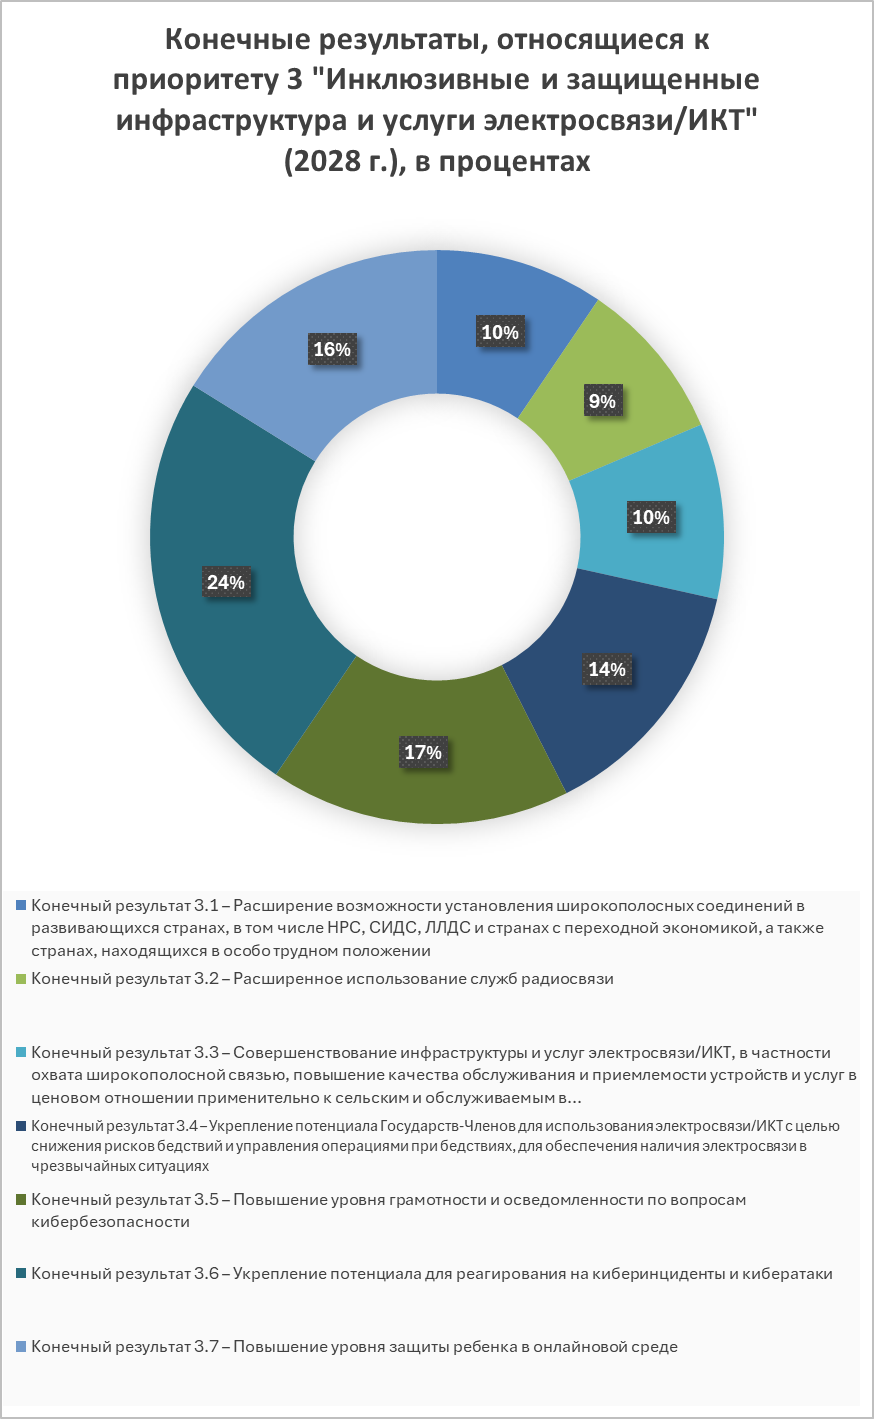 Конечные результаты, относящиеся к
приоритету 3 "Инклюзивные и защищенные
инфраструктура и услуги электросвязи/ИКТ"
(2028 г.), в процентах
10%
16%
9%
10%
24%
14%
17%
Конечный результат 3.1 – Расширение возможности установления широкополосных соединений в
развивающихся странах, в том числе НРС, СИДС, ЛЛДС и странах с переходной экономикой, а также
странах, находящихся в особо трудном положении
Конечный результат 3.2 – Расширенное использование служб радиосвязи
Конечный результат 3.3 – Совершенствование инфраструктуры и услуг электросвязи/ИКТ, в частности
охвата широкополосной связью, повышение качества обслуживания и приемлемости устройств и услуг в
ценовом отношении применительно к сельским и обслуживаемым в...
Конечный результат 3.4 – Укрепление потенциала Государств-Членов для использования электросвязи/ИКТ с целью
снижения рисков бедствий и управления операциями при бедствиях, для обеспечения наличия электросвязи в
чрезвычайных ситуациях
Конечный результат 3.5 – Повышение уровня грамотности и осведомленности по вопросам
кибербезопасности
Конечный результат 3.6 – Укрепление потенциала для реагирования на киберинциденты и кибератаки
Конечный результат 3.7 – Повышение уровня защиты ребенка в онлайновой среде